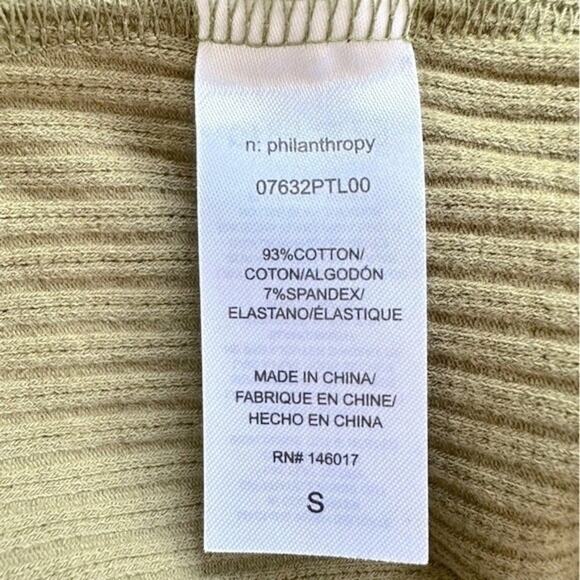 n: philanthropy
07632PTL00
93%COTTON/
COTON/ALGODÓN
7%SPANDEX/
ELASTANO/ÉLASTIQUE
MADE IN CHINA/
FABRIQUE EN CHINE/
HECHO EN CHINA
RN# 146017
S